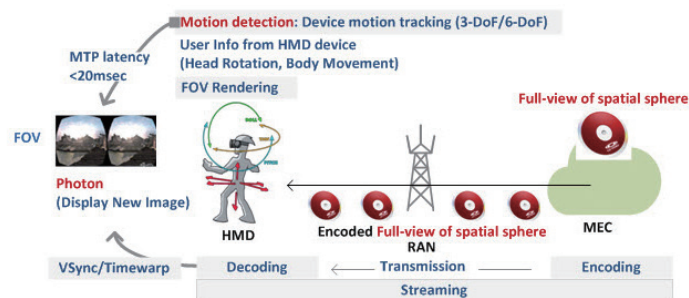 Motion detection: Device motion tracking (3-DoF/6-DoF)
User Info from HMD device
(Head Rotation, Body Movement)
FOV Rendering
MTP latency
<20msec
FOV
Photon
(Display New Image)
HMD
Full-view of spatial sphere
Encoded Full-view of spatial sphere
RAN
MEC
VSync/Timewarp
Decoding
Transmission
Encoding
Streaming